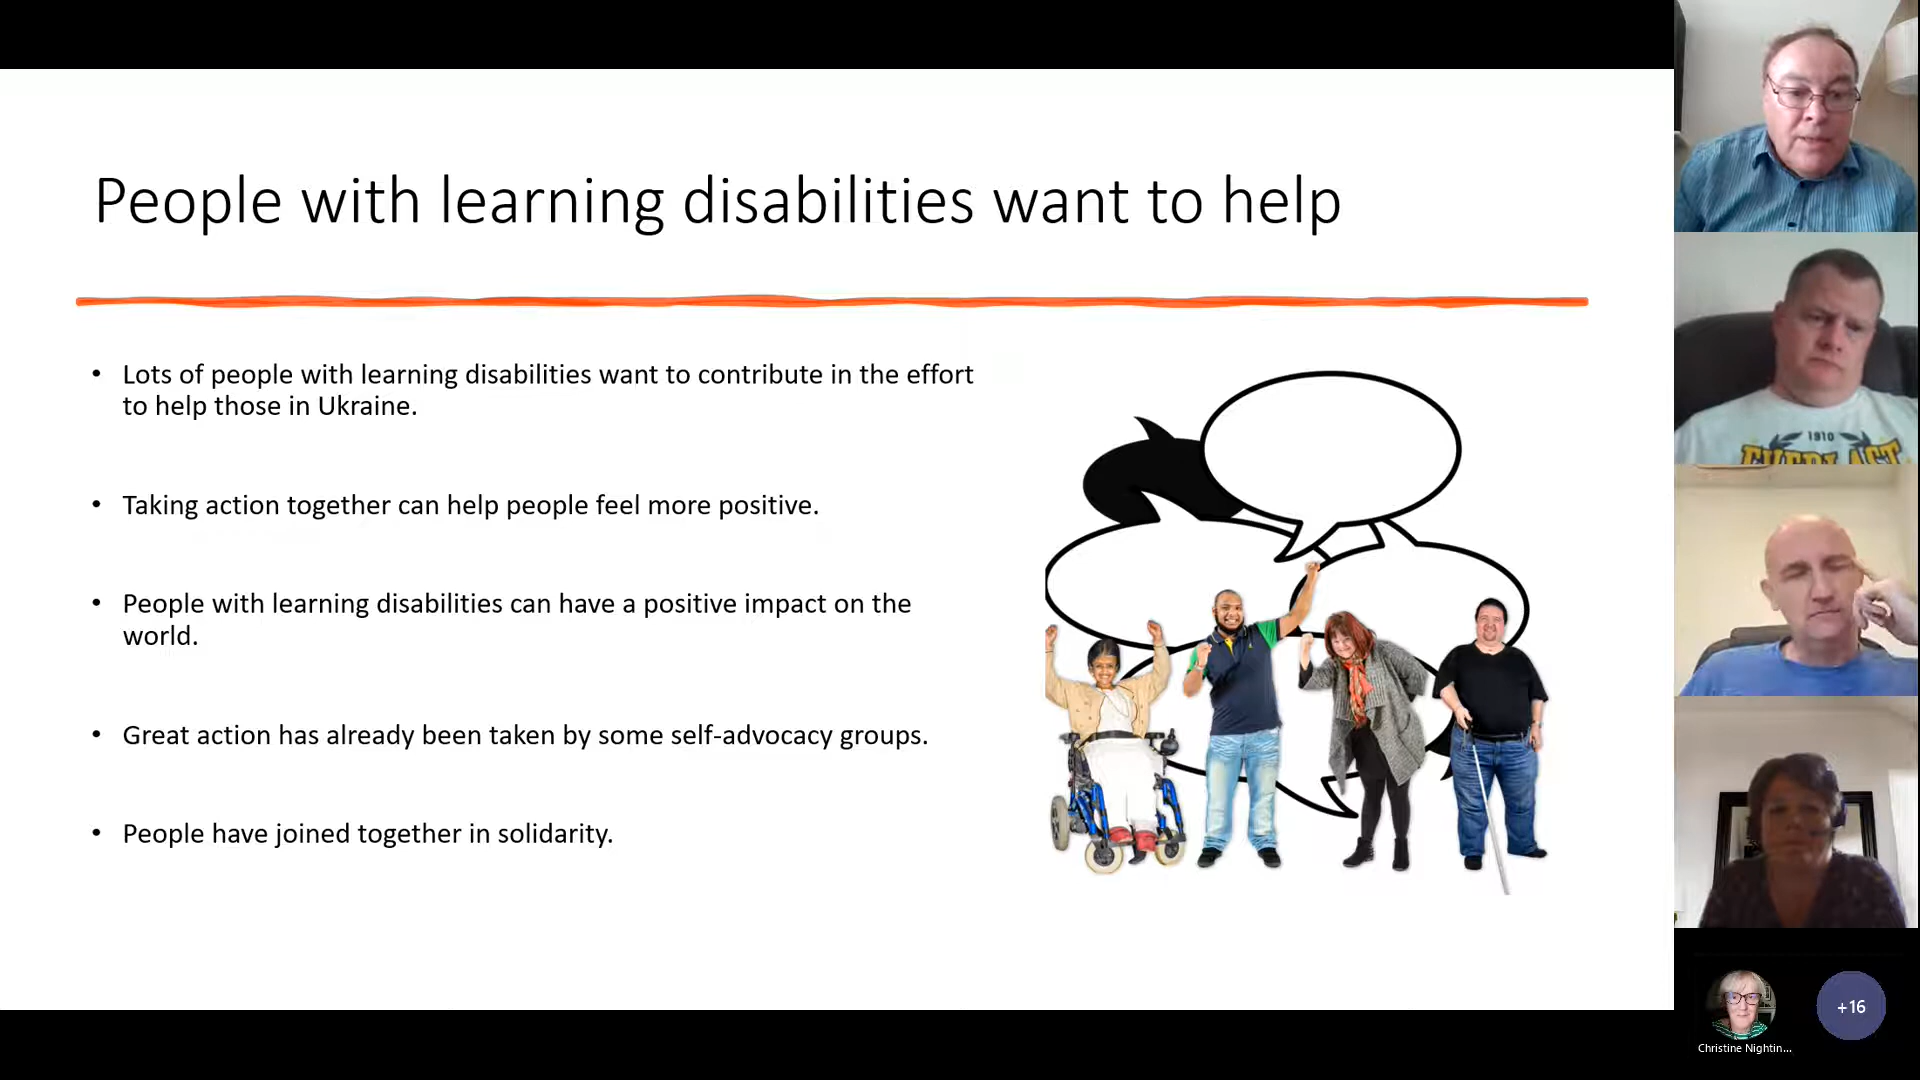 People with learning disabilities want to help
• Lots of people with learning disabilities want to contribute in the effort
to help those in Ukraine.
• Taking action together can help people feel more positive.
• People with learning disabilities can have a positive impact on the
world.
• Great action has already been taken by some self-advocacy groups.
• People have joined together in solidarity.
1910
EVERLAST
+16
Christine Nightin...